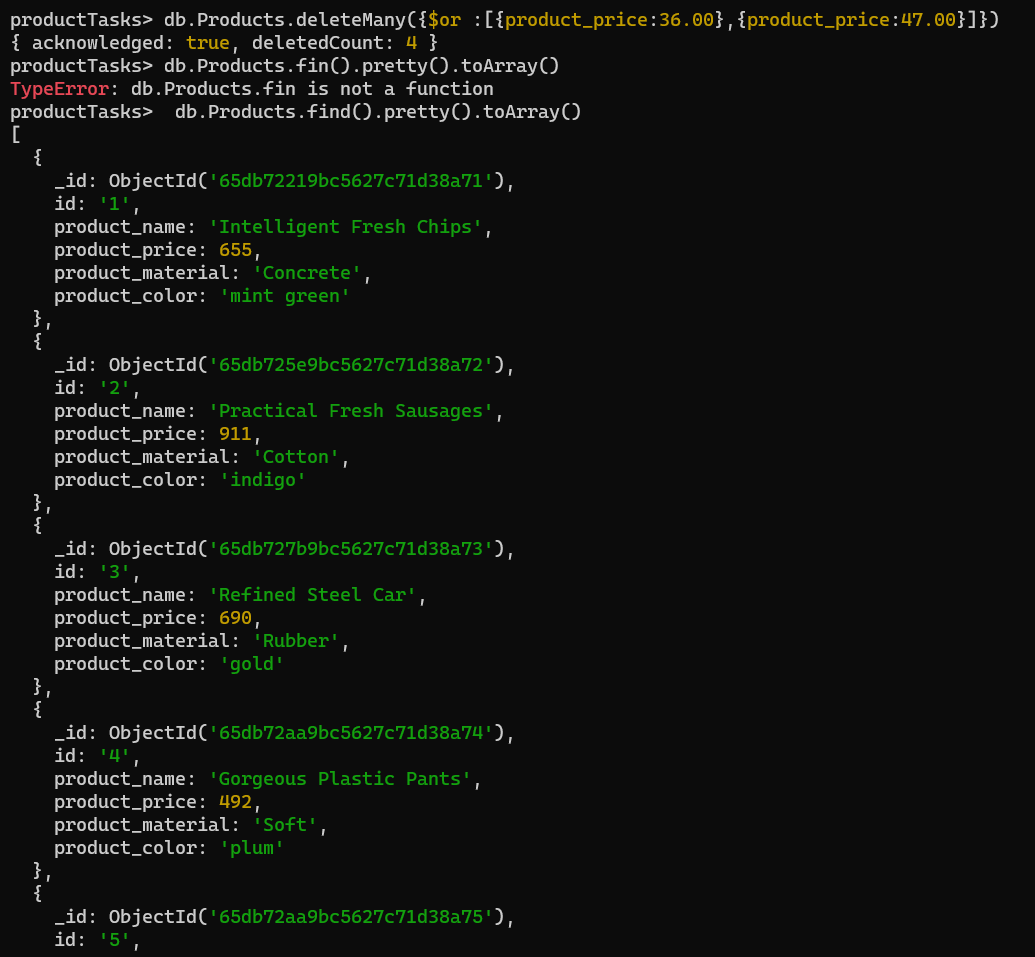 productTasks> db.Products.deleteMany({$or :[{product_price:36.00},{product_price:47.00}]})
{ acknowledged: true, deletedCount: 4 }
productTasks> db.Products.fin().pretty().toArray()
TypeError: db.Products.fin is not a function
productTasks>  db.Products.find().pretty().toArray()
[
  {
    _id: ObjectId('65db72219bc5627c71d38a71'),
    id: '1',
    product_name: 'Intelligent Fresh Chips',
    product_price: 655,
    product_material: 'Concrete',
    product_color: 'mint green'
  },
  {
    _id: ObjectId('65db725e9bc5627c71d38a72'),
    id: '2',
    product_name: 'Practical Fresh Sausages',
    product_price: 911,
    product_material: 'Cotton',
    product_color: 'indigo'
  },
  {
    _id: ObjectId('65db727b9bc5627c71d38a73'),
    id: '3',
    product_name: 'Refined Steel Car',
    product_price: 690,
    product_material: 'Rubber',
    product_color: 'gold'
  },
  {
    _id: ObjectId('65db72aa9bc5627c71d38a74'),
    id: '4',
    product_name: 'Gorgeous Plastic Pants',
    product_price: 492,
    product_material: 'Soft',
    product_color: 'plum'
  },
  {
    _id: ObjectId('65db72aa9bc5627c71d38a75'),
    id: '5',